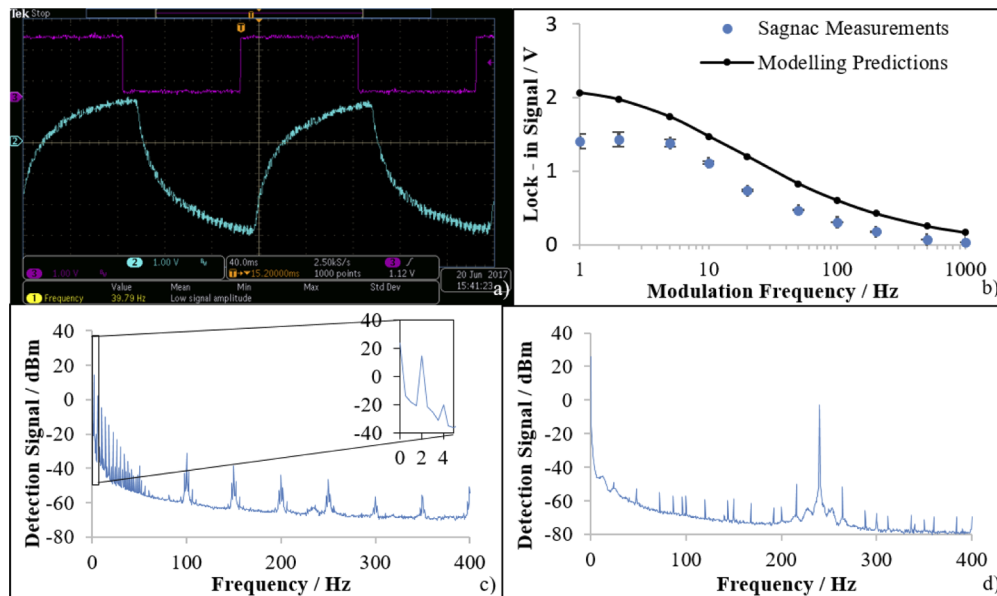 Tek Stop
T
T
3
2
2 1.00 V
3 1.00 V
40.0ms
T→▼15.20000ms
2.50kS/s
1000 points
3
1.12 V
Value Mean Min Max Std Dev
1 Frequency 39.79 Hz Low signal amplitude
20 Jun 2017
15:41:23
a)
3
2
1
0
Lock - in Signal / V
Sagnac Measurements
Modelling Predictions
1 10 100 1000
Modulation Frequency / Hz
b)
40
20
0
-20
-40
-60
-80
Detection Signal / dBm
40
20
0
-20
-40
0 2 4
0 100 200 300 400
Frequency / Hz
c)
40
20
0
-20
-40
-60
-80
Detection Signal / dBm
0 100 200 300 400
Frequency / Hz
d)